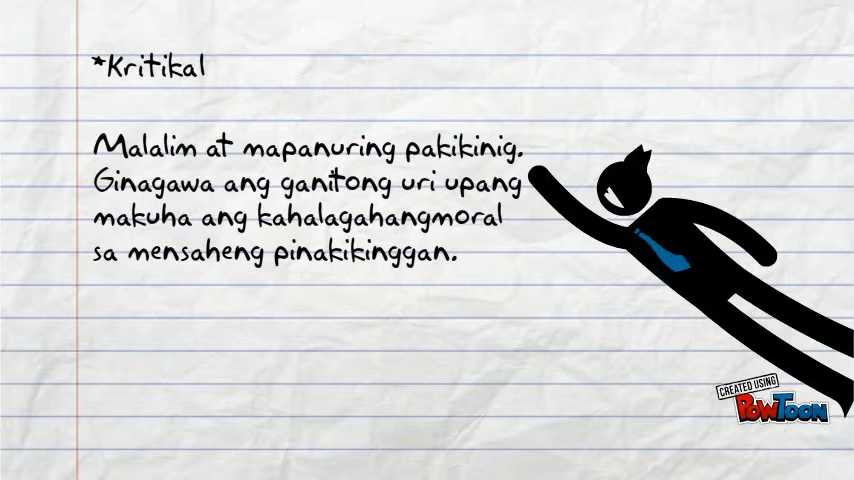 *Kritikal
Malalim at mapanuring pakikinig.
Ginagawa ang ganitong uri upang
makuha ang kahalagahangmoral
sa mensaheng pinakikinggan.
CREATED USING
POWTOON